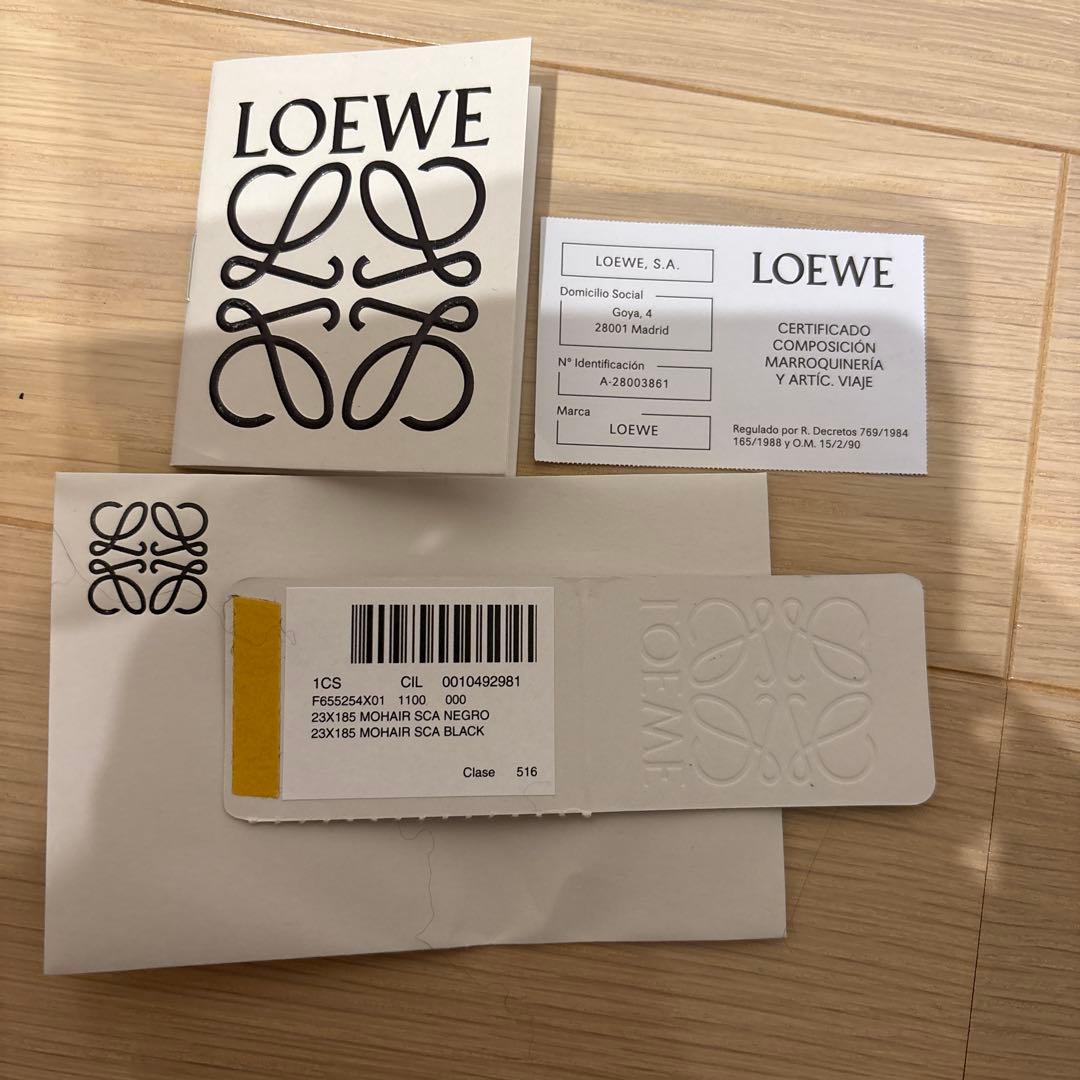 LOEWE
LOEWE, S.A.
Domicilio Social
Goya, 4
28001 Madrid
Nº Identificación
A-28003861
Marca
LOEWE
LOEWE
CERTIFICADO
COMPOSICIÓN
MARROQUINERÍA
Y ARTÍC. VIAJE
Regulado por R. Decretos 769/1984
165/1988 y O.M. 15/2/90
1CS CIL 0010492981
F655254X01 1100 000
23X185 MOHAIR SCA NEGRO
23X185 MOHAIR SCA BLACK
Clase 516
LOEWE